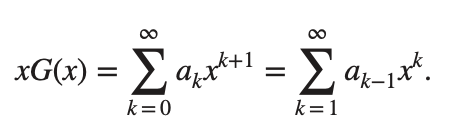 xG(x) = ∑_{k=0}^{∞} a_k x^{k+1} = ∑_{k=1}^{∞} a_{k−1} x^k.